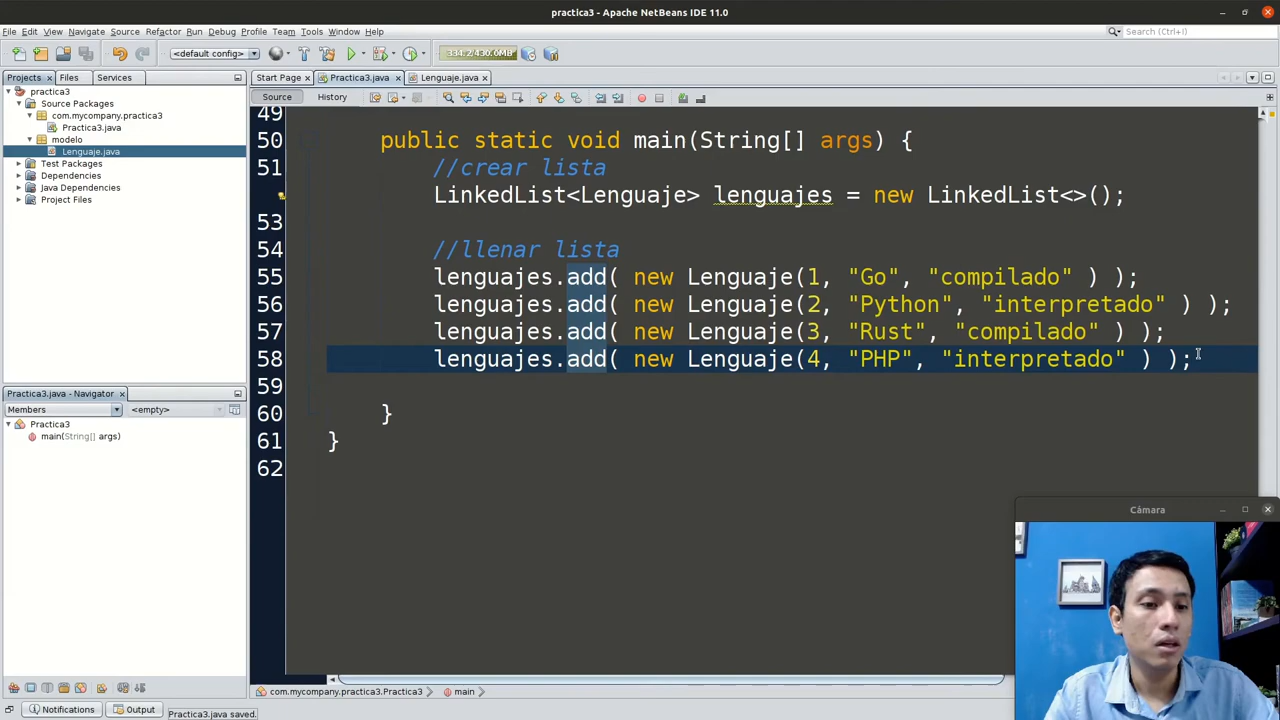 practica3 - Apache NetBeans IDE 11.0
File Edit View Navigate Source Refactor Run Debug Profile Team Tools Window Help
Search (Ctrl+I)
<default config>
334.2/430.0MB
Projects Files Services
Start Page Practica3.java Lenguaje.java
Source History
practica3
Source Packages
com.mycompany.practica3
Practica3.java
modelo
Lenguaje.java
Test Packages
Dependencies
Java Dependencies
Project Files
49
50 public static void main(String[] args) {
51 //crear lista
LinkedList<Lenguaje> lenguajes = new LinkedList<>();
53
54 //llenar lista
55 lenguajes.add( new Lenguaje(1, "Go", "compilado" ) );
56 lenguajes.add( new Lenguaje(2, "Python", "interpretado" ) );
57 lenguajes.add( new Lenguaje(3, "Rust", "compilado" ) );
58 lenguajes.add( new Lenguaje(4, "PHP", "interpretado" ) );
59
60 }
61 }
62
Practica3.java - Navigator
Members <empty>
Practica3
main(String[] args)
Cámara
com.mycompany.practica3.Practica3 main
Notifications Output Practica3.java saved.